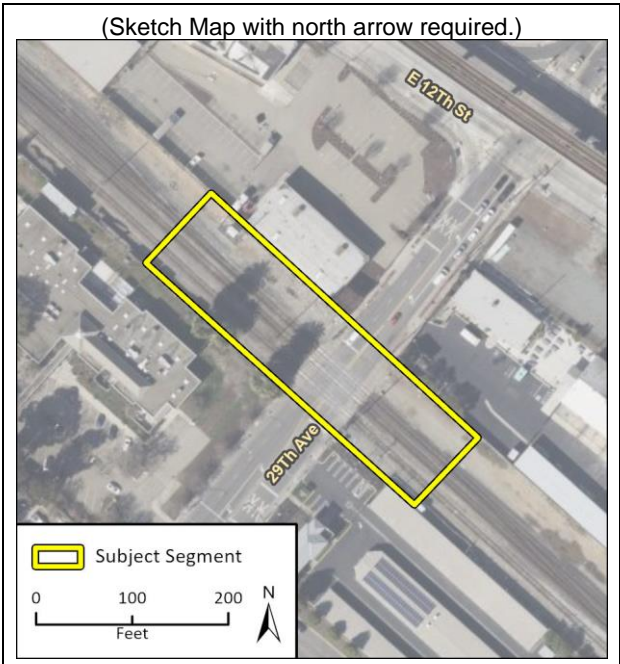 (Sketch Map with north arrow required.)
E 12Th St
29Th Ave
Subject Segment
0 100 200 N
Feet